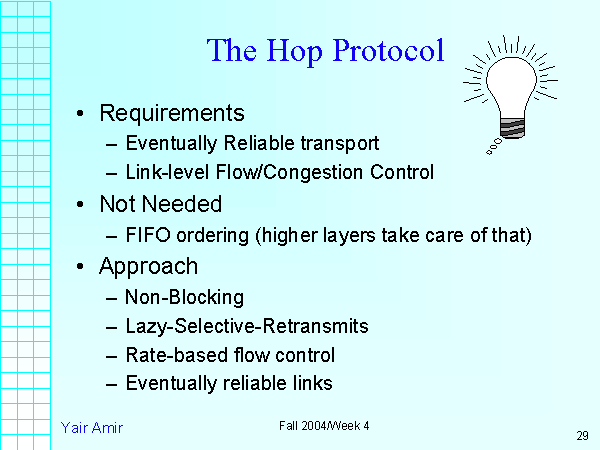 The Hop Protocol
• Requirements
– Eventually Reliable transport
– Link-level Flow/Congestion Control
• Not Needed
– FIFO ordering (higher layers take care of that)
• Approach
– Non-Blocking
– Lazy-Selective-Retransmits
– Rate-based flow control
– Eventually reliable links
Yair Amir
Fall 2004/Week 4
29